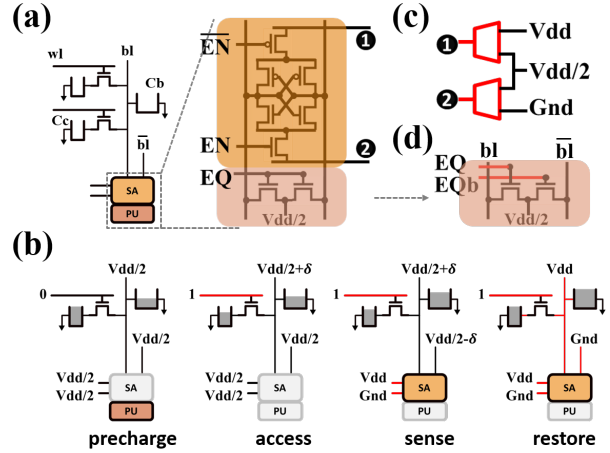 (a)
wl
bl
Cb
Cc
bl
SA
PU
EN
1
EN
2
EQ
Vdd/2
(c)
1
Vdd
Vdd/2
2
Gnd
(d)
EQ
EQb
bl
bl
Vdd/2
(b)
Vdd/2
0
Vdd/2
Vdd/2
Vdd/2
SA
PU
precharge
Vdd/2+δ
1
Vdd/2
Vdd/2
Vdd/2
SA
PU
access
Vdd/2+δ
1
Vdd/2-δ
Vdd
Gnd
SA
PU
sense
Vdd
1
Gnd
Vdd
Gnd
SA
PU
restore